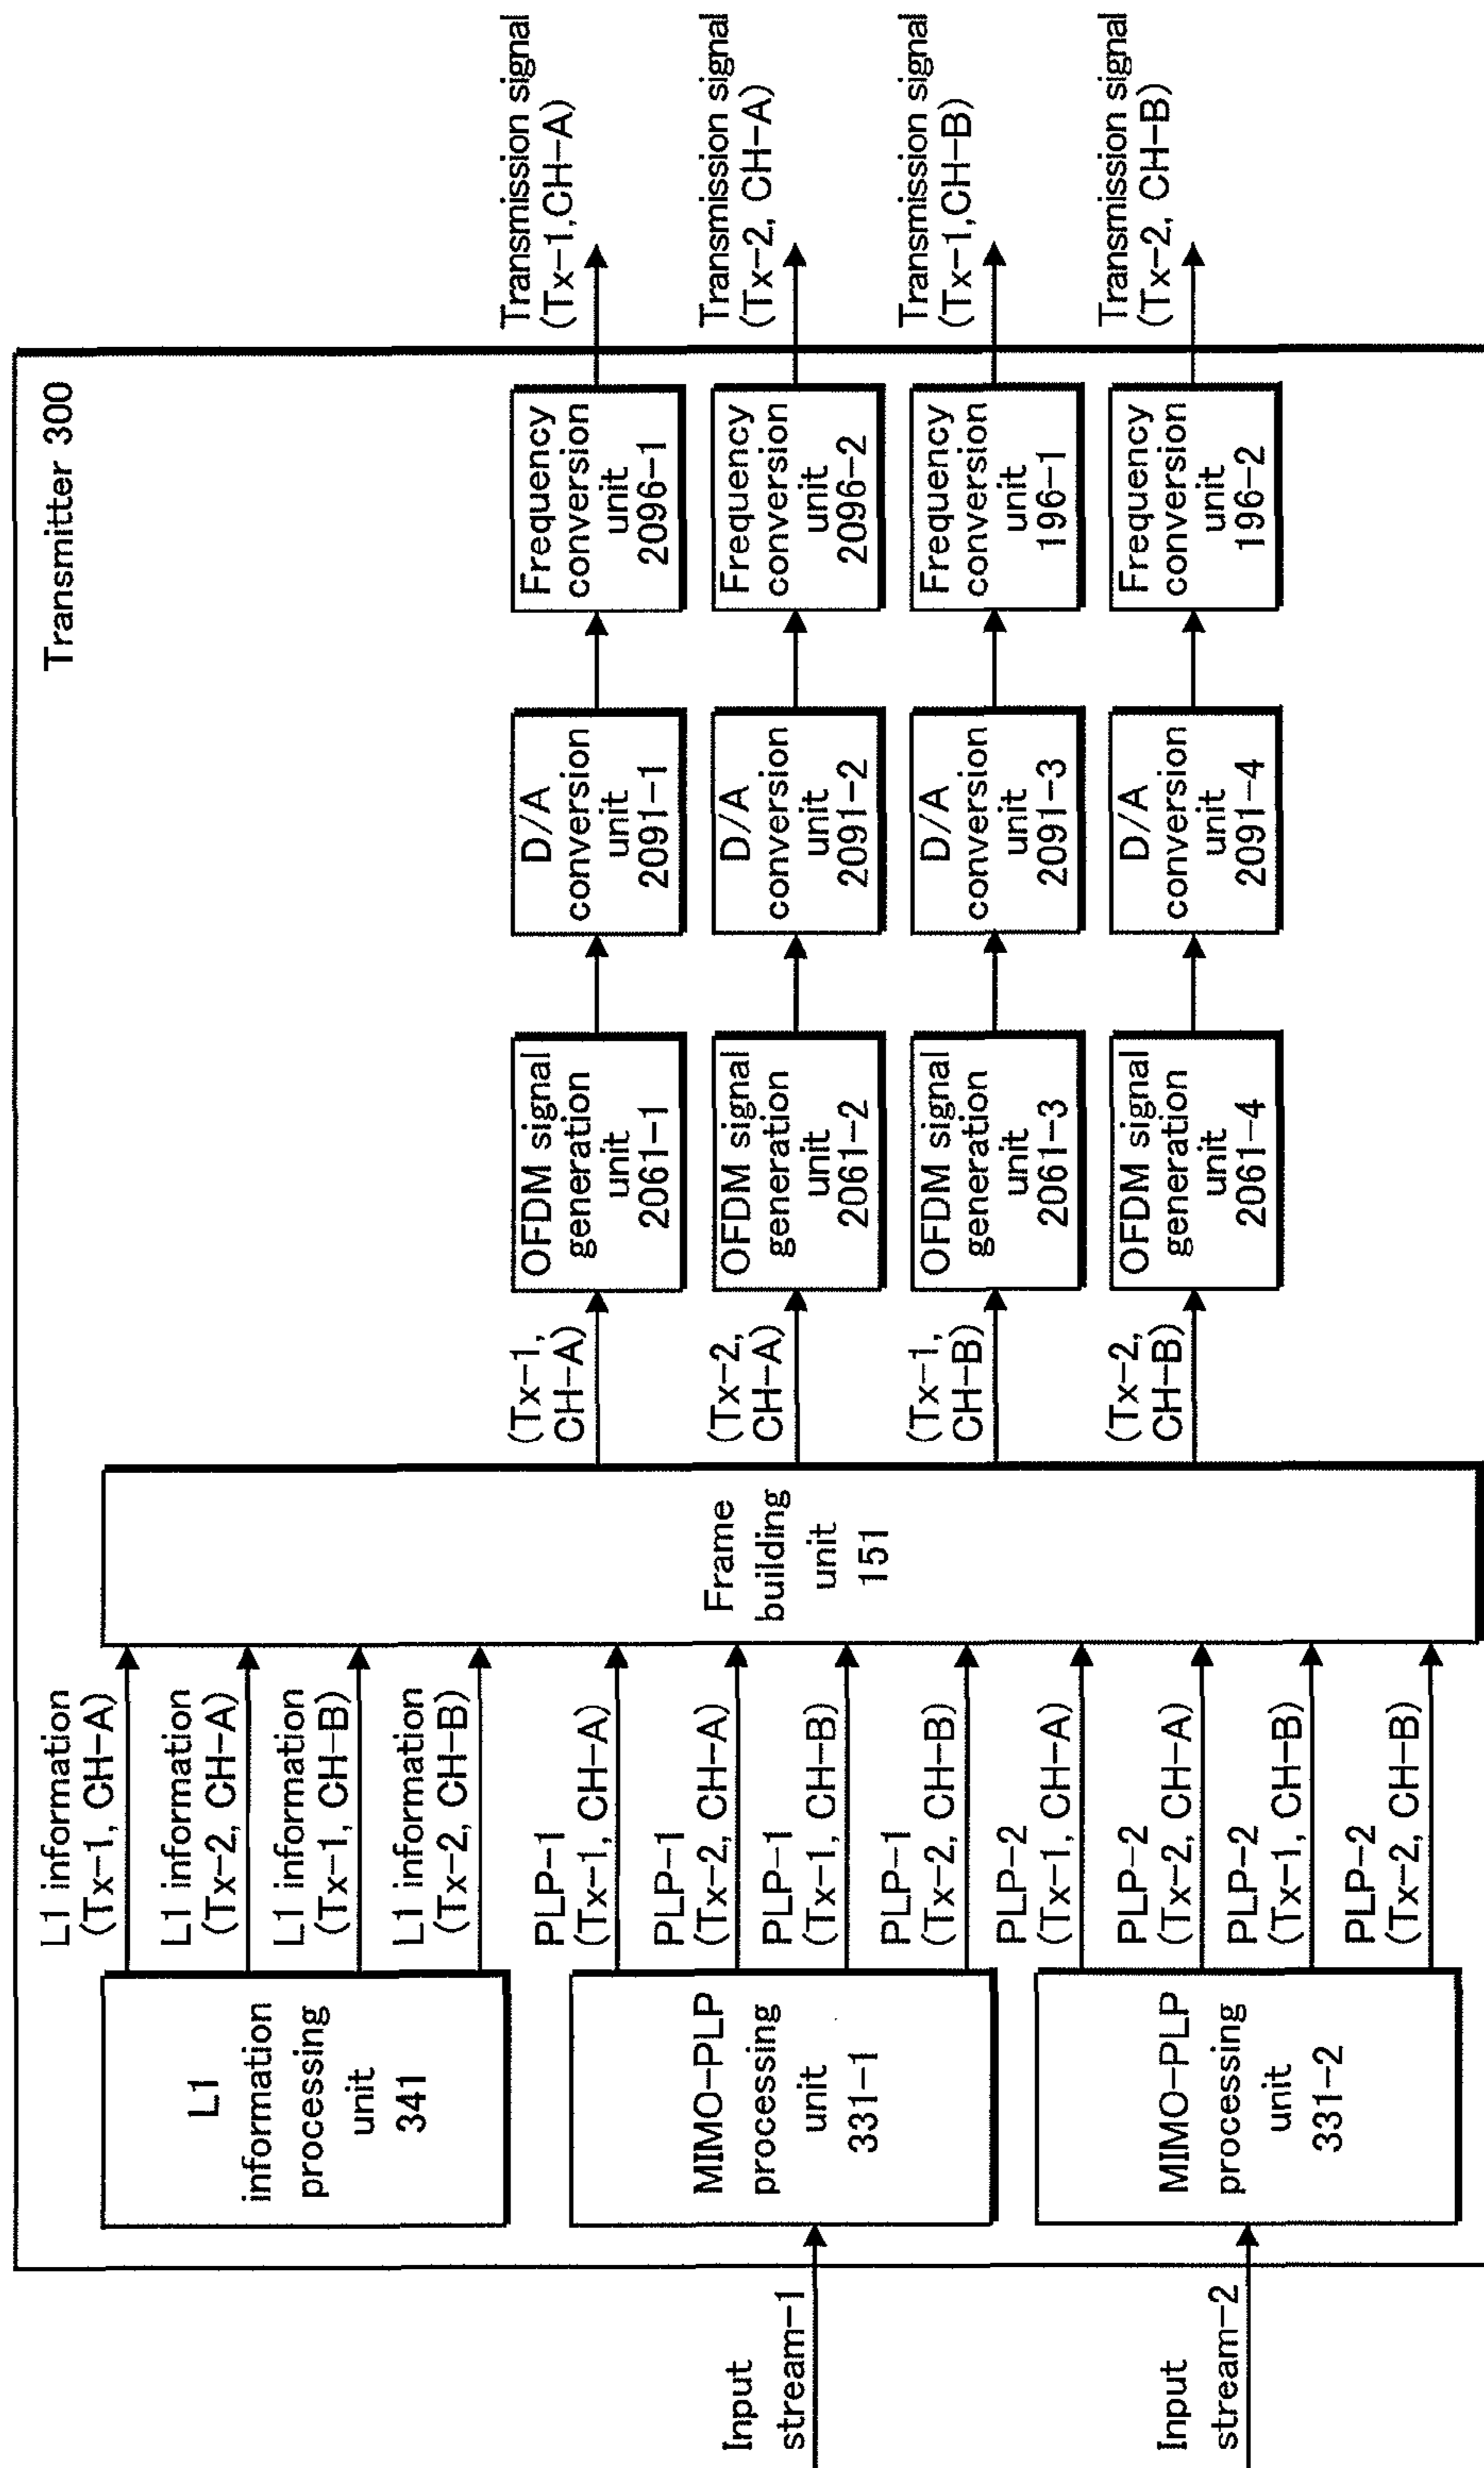 Transmitter 300
Input
stream-1
Input
stream-2
L1
information
processing
unit
341
MIMO-PLP
processing
unit
331-1
MIMO-PLP
processing
unit
331-2
L1 information
(Tx-1, CH-A)
L1 information
(Tx-2, CH-A)
L1 information
(Tx-1, CH-B)
L1 information
(Tx-2, CH-B)
PLP-1
(Tx-1, CH-A)
PLP-1
(Tx-2, CH-A)
PLP-1
(Tx-1, CH-B)
PLP-1
(Tx-2, CH-B)
PLP-2
(Tx-1, CH-A)
PLP-2
(Tx-2, CH-A)
PLP-2
(Tx-1, CH-B)
PLP-2
(Tx-2, CH-B)
Frame
building
unit
151
(Tx-1,
CH-A)
OFDM signal
generation
unit
2061-1
D/A
conversion
unit
2091-1
Frequency
conversion
unit
2096-1
Transmission signal
(Tx-1,CH-A)
(Tx-2,
CH-A)
OFDM signal
generation
unit
2061-2
D/A
conversion
unit
2091-2
Frequency
conversion
unit
2096-2
Transmission signal
(Tx-2, CH-A)
(Tx-1,
CH-B)
OFDM signal
generation
unit
2061-3
D/A
conversion
unit
2091-3
Frequency
conversion
unit
196-1
Transmission signal
(Tx-1,CH-B)
(Tx-2,
CH-B)
OFDM signal
generation
unit
2061-4
D/A
conversion
unit
2091-4
Frequency
conversion
unit
196-2
Transmission signal
(Tx-2, CH-B)